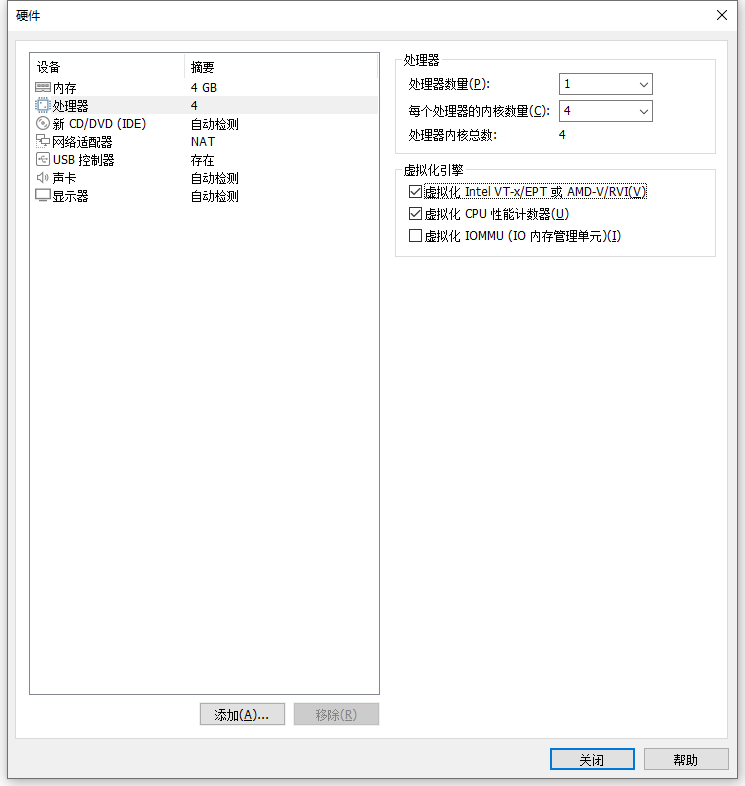 硬件
设备 摘要
内存 4 GB
处理器 4
新 CD/DVD (IDE) 自动检测
网络适配器 NAT
USB 控制器 存在
声卡 自动检测
显示器 自动检测
添加(A)... 移除(R)
处理器
处理器数量(P): 1
每个处理器的内核数量(C): 4
处理器内核总数: 4
虚拟化引擎
虚拟化 Intel VT-x/EPT 或 AMD-V/RVI(V)
虚拟化 CPU 性能计数器(U)
虚拟化 IOMMU (IO 内存管理单元)(I)
关闭 帮助